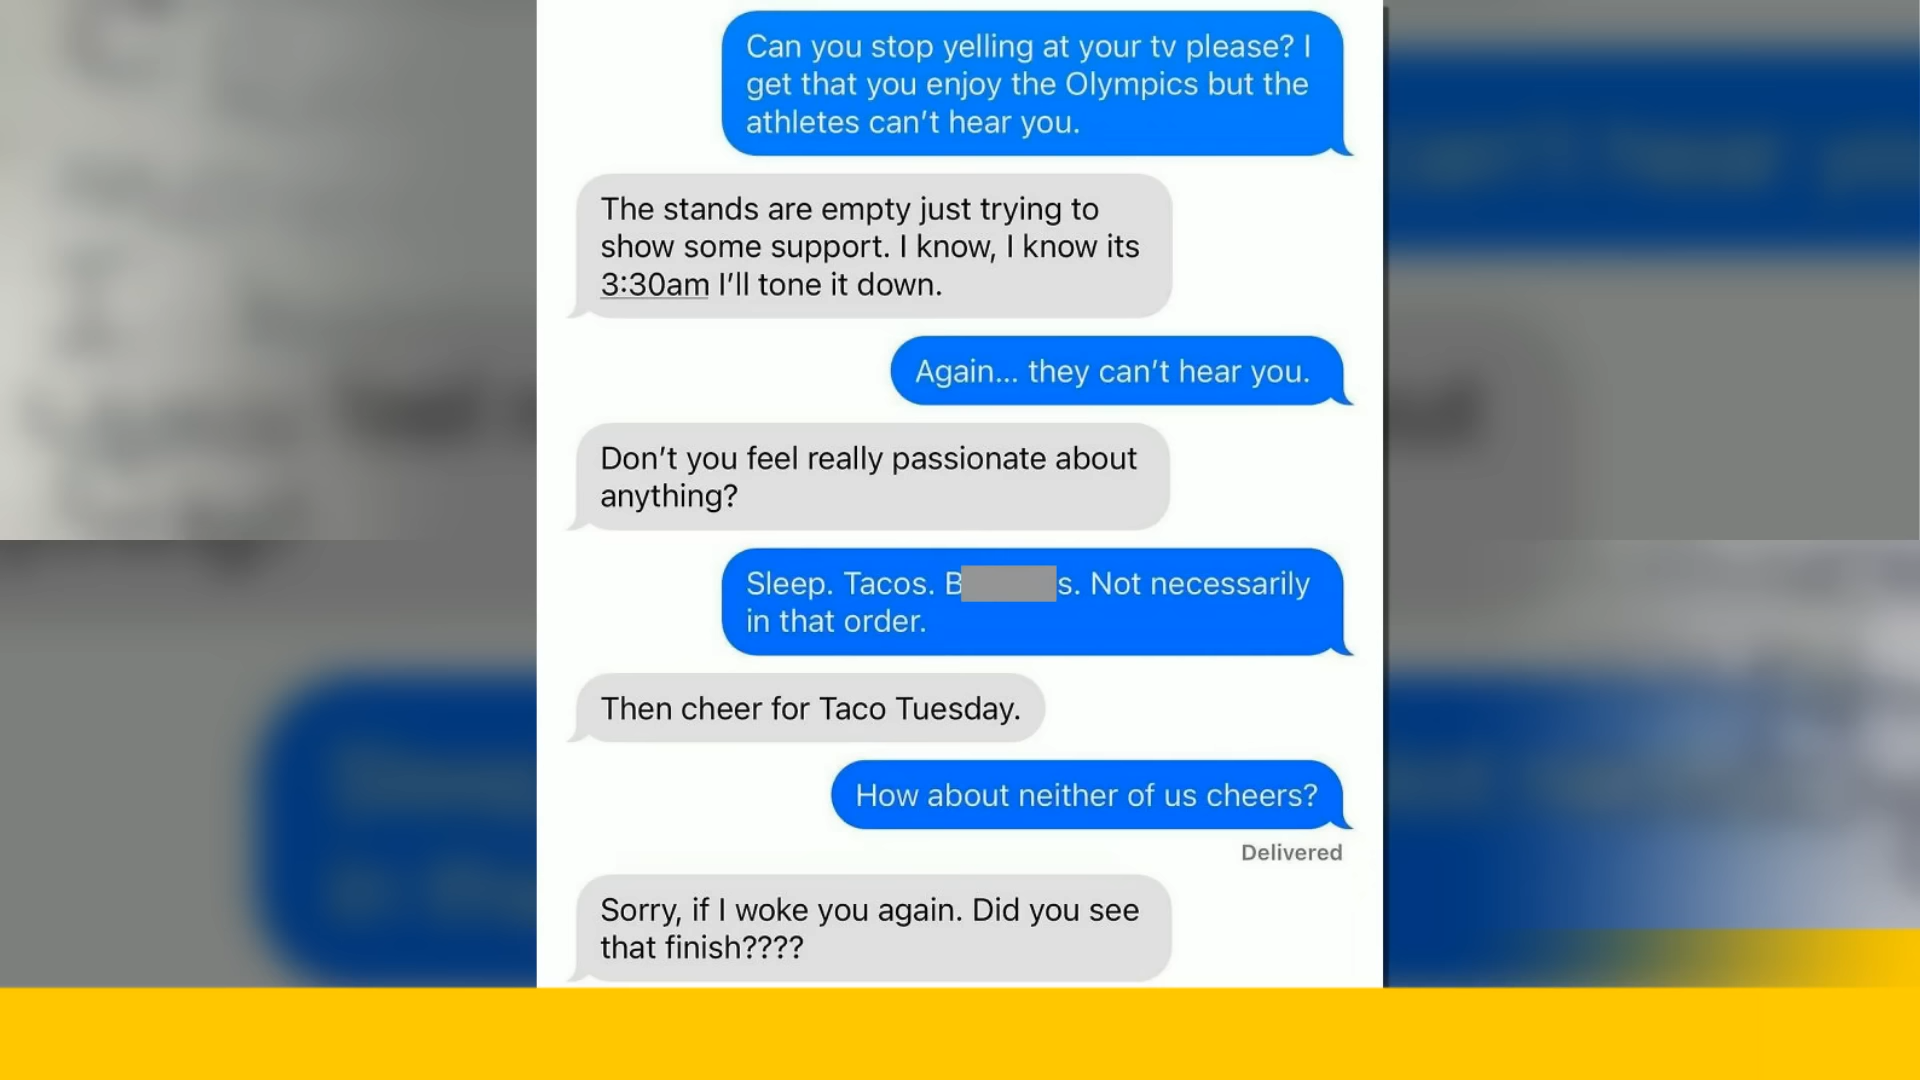 Can you stop yelling at your tv please? I
get that you enjoy the Olympics but the
athletes can't hear you.
The stands are empty just trying to
show some support. I know, I know its
3:30am I'll tone it down.
Again... they can't hear you.
Don't you feel really passionate about
anything?
Sleep. Tacos. B s. Not necessarily
in that order.
Then cheer for Taco Tuesday.
How about neither of us cheers?
Delivered
Sorry, if I woke you again. Did you see
that finish????